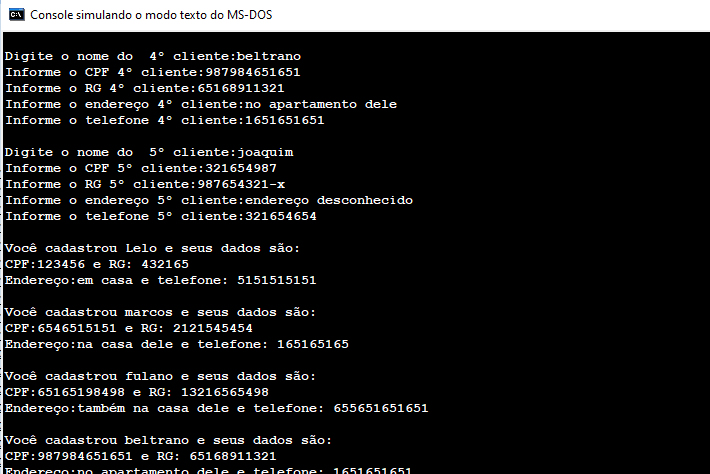 Console simulando o modo texto do MS-DOS
Digite o nome do  4° cliente:beltrano
Informe o CPF 4° cliente:987984651651
Informe o RG 4° cliente:65168911321
Informe o endereço 4° cliente:no apartamento dele
Informe o telefone 4° cliente:1651651651
Digite o nome do  5° cliente:joaquim
Informe o CPF 5° cliente:321654987
Informe o RG 5° cliente:987654321-x
Informe o endereço 5° cliente:endereço desconhecido
Informe o telefone 5° cliente:321654654
Você cadastrou Lelo e seus dados são:
CPF:123456 e RG: 432165
Endereço:em casa e telefone: 5151515151
Você cadastrou marcos e seus dados são:
CPF:6546515151 e RG: 2121545454
Endereço:na casa dele e telefone: 165165165
Você cadastrou fulano e seus dados são:
CPF:65165198498 e RG: 13216565498
Endereço:também na casa dele e telefone: 655651651651
Você cadastrou beltrano e seus dados são:
CPF:987984651651 e RG: 65168911321
Endereço:no apartamento dele e telefone: 1651651651